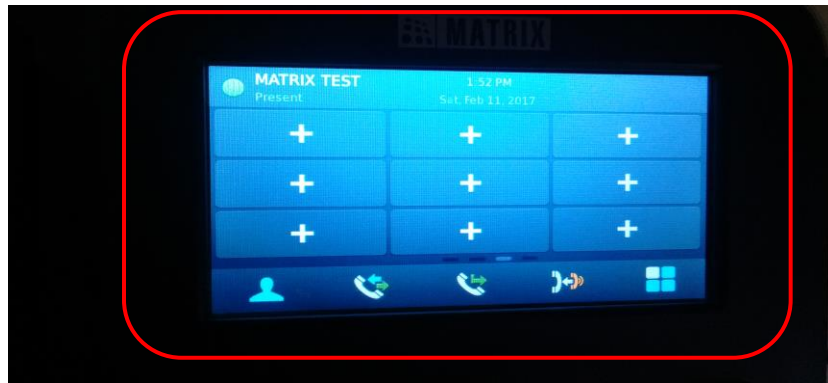 MATRIX
MATRIX TEST
1:52 PM
Present
Sat, Feb 11, 2017